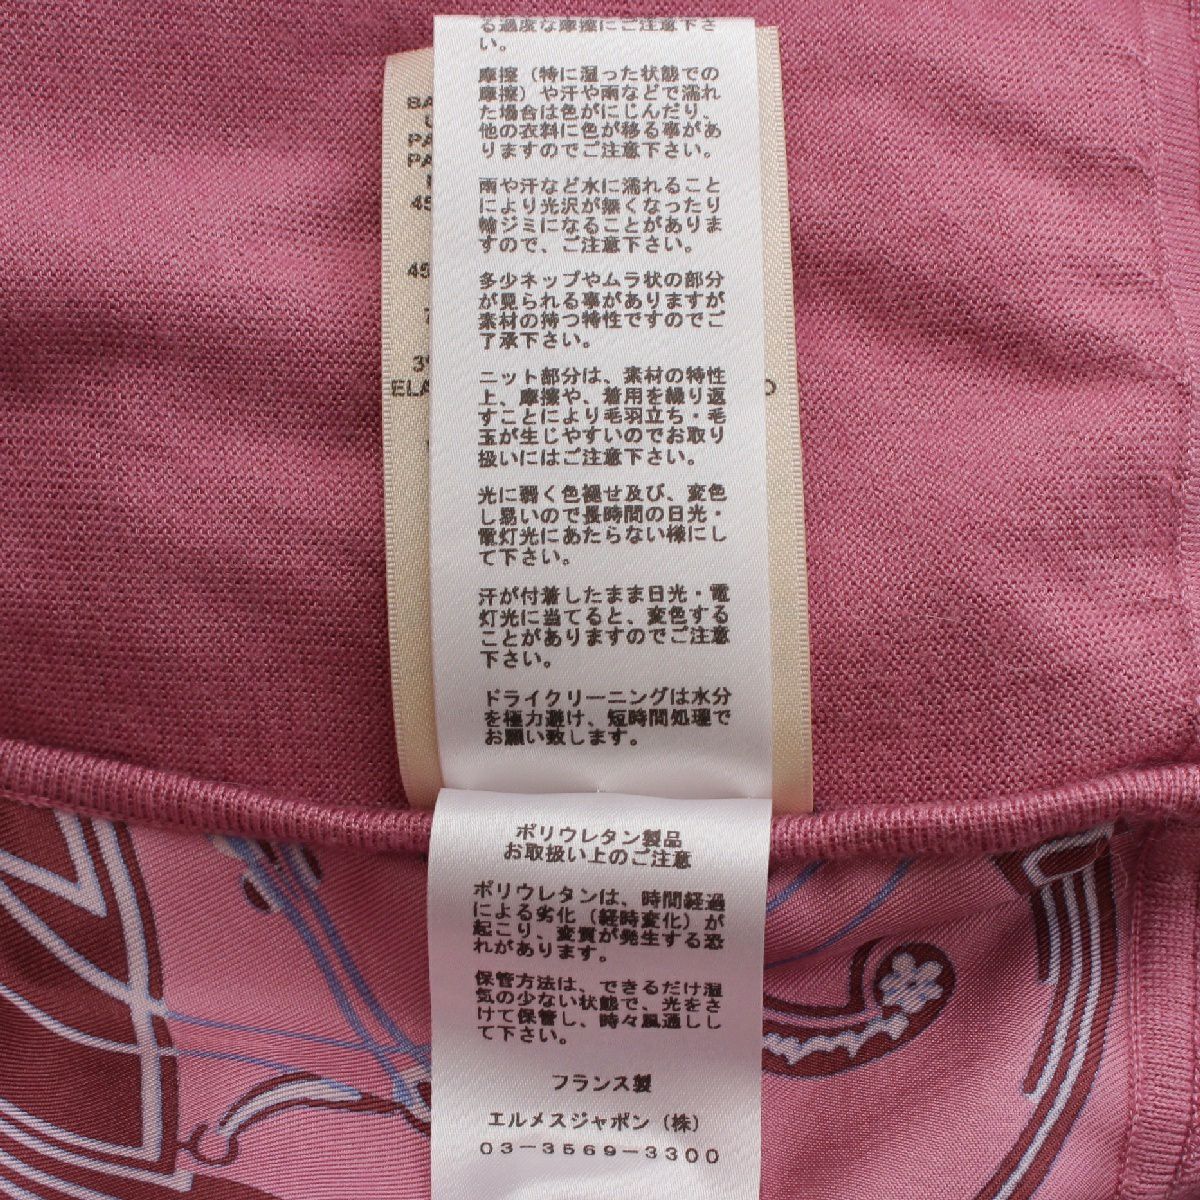 る過度な摩擦にご注意下さ
い。
摩擦（特に湿った状態での
摩擦）や汗や雨などで濡れ
た場合は色がにじんだり、
他の衣料に色が移る事があ
りますのでご注意下さい。
雨や汗など水に濡れること
により光沢が無くなったり
輪ジミになることがありま
すので、ご注意下さい。
多少ネップやムラ状の部分
が見られる事がありますが
素材の持つ特性ですのでご
了承下さい。
ニット部分は、素材の特性
上、摩擦や、着用を繰り返
すことにより毛羽立ち・毛
玉が生じやすいのでお取り
扱いにはご注意下さい。
光に弱く色褪せ及び、変色
し易いので長時間の日光・
電灯光にあたらない様にし
て下さい。
汗が付着したまま日光・電
灯光に当てると、変色する
ことがありますのでご注意
下さい。
ドライクリーニングは水分
を極力避け、短時間処理で
お願い致します。
ポリウレタン製品
お取扱い上のご注意
ポリウレタンは、時間経過
による劣化（経時変化）が
起こり、変質が発生する恐
れがあります。
保管方法は、できるだけ湿
気の少ない状態で、光をさ
けて保管し、時々風通しし
て下さい。
フランス製
エルメスジャポン（株）
03－3569－3300
BA
PA
PA
45
45
ELA